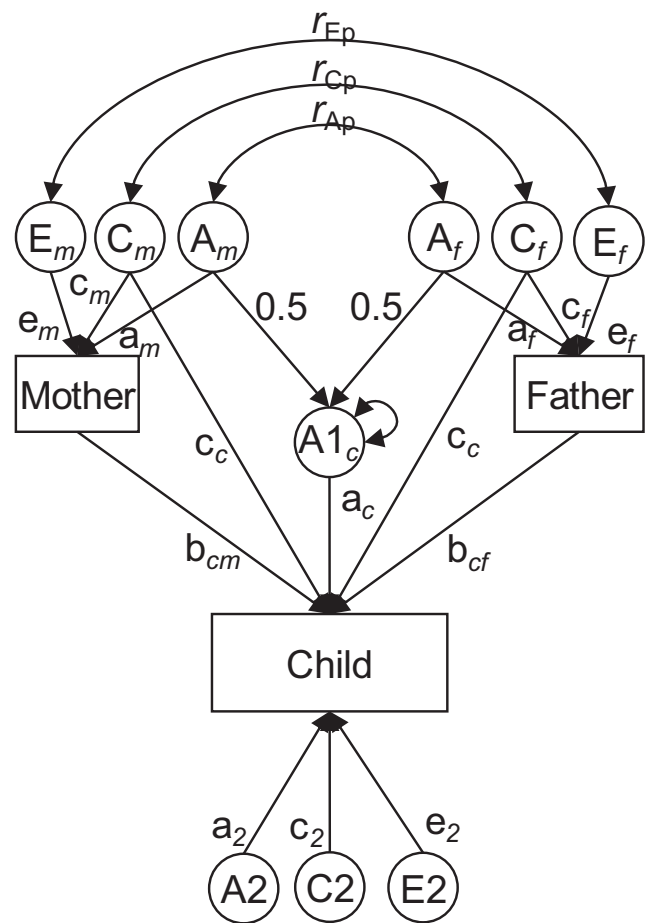 r_Ep
r_Cp
r_Ap
E_m C_m A_m A_f C_f E_f
c_m 0.5 0.5 c_f
e_m a_m a_f e_f
Mother Father
A1_c
c_c c_c
a_c
b_cm b_cf
Child
a_2 c_2 e_2
A2 C2 E2